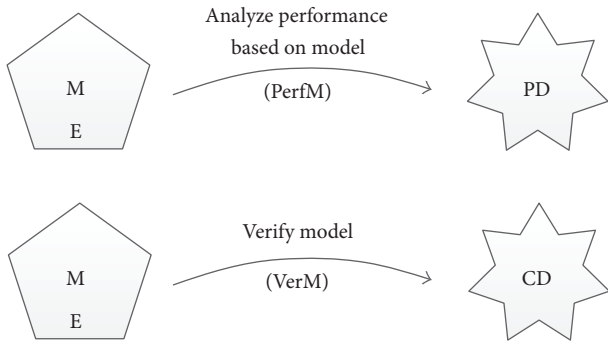 Analyze performance
based on model
(PerfM)
M
E
PD
Verify model
(VerM)
M
E
CD